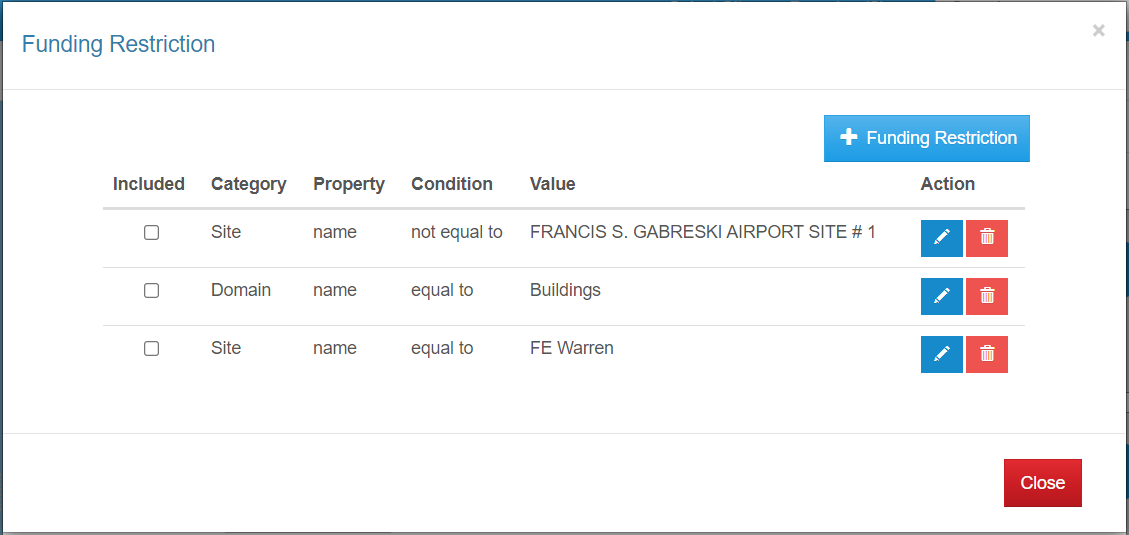 Funding Restriction
×
Funding Restriction
Included Category Property Condition Value Action
Site name not equal to FRANCIS S. GABRESKI AIRPORT SITE # 1
Domain name equal to Buildings
Site name equal to FE Warren
Close